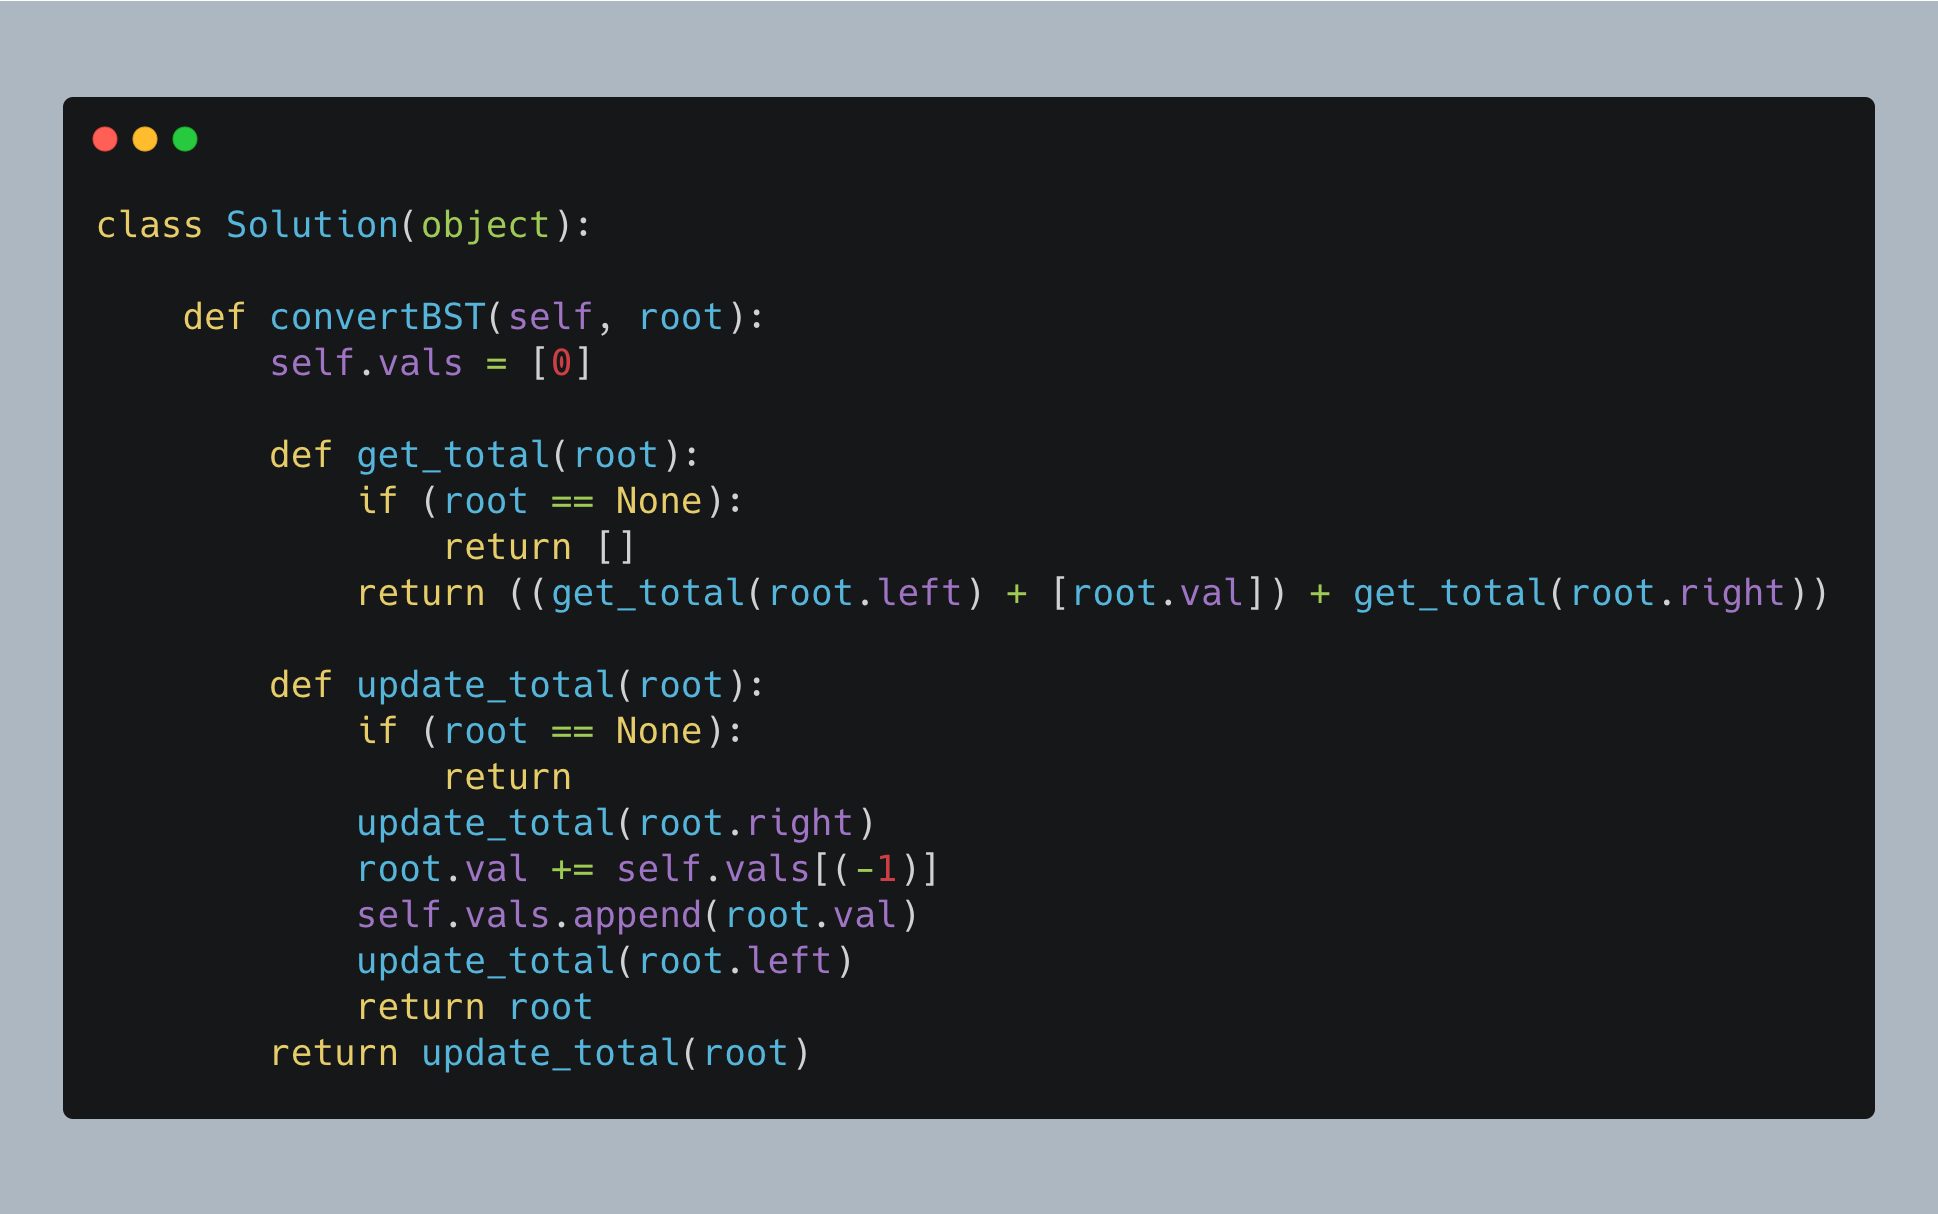 class Solution(object):

    def convertBST(self, root):
        self.vals = [0]

        def get_total(root):
            if (root == None):
                return []
            return ((get_total(root.left) + [root.val]) + get_total(root.right))

        def update_total(root):
            if (root == None):
                return
            update_total(root.right)
            root.val += self.vals[(-1)]
            self.vals.append(root.val)
            update_total(root.left)
            return root
        return update_total(root)